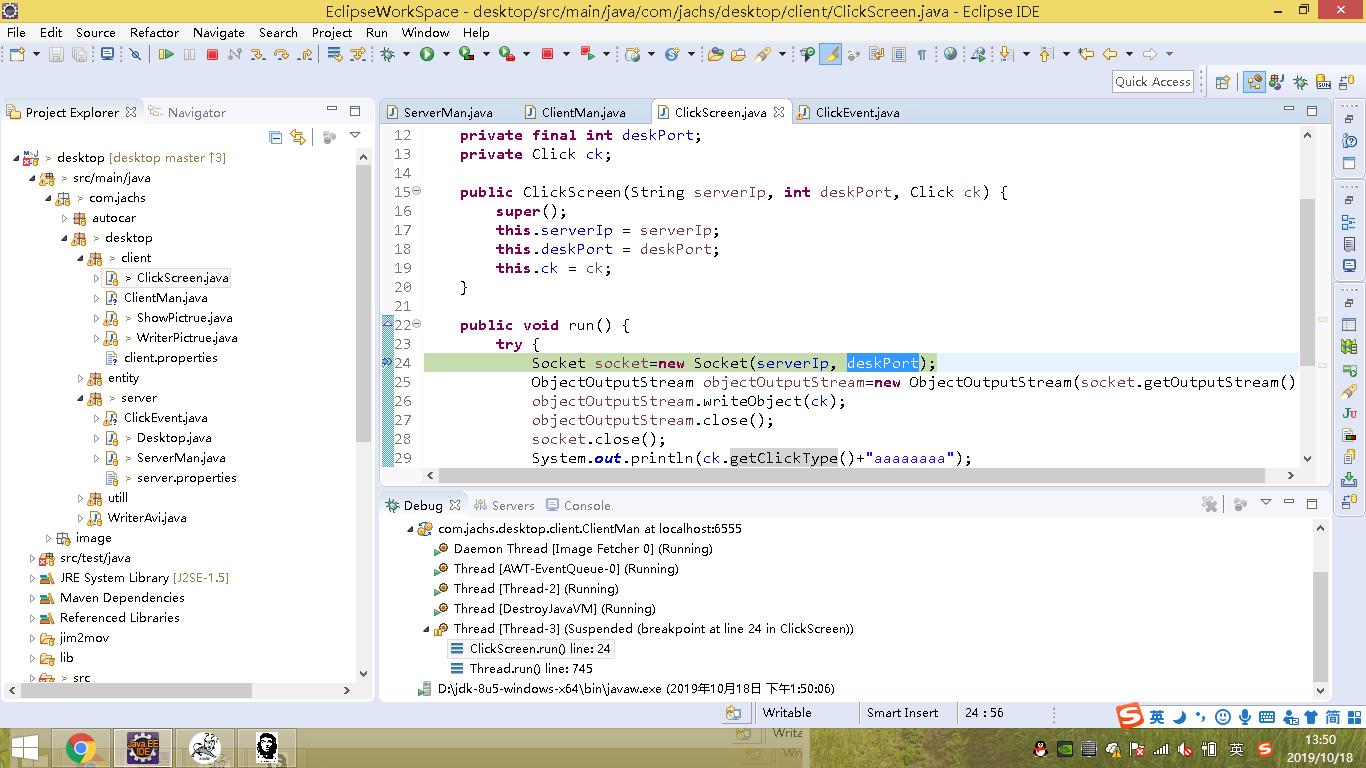 EclipseWorkSpace - desktop/src/main/java/com/jachs/desktop/client/ClickScreen.java - Eclipse IDE
File Edit Source Refactor Navigate Search Project Run Window Help
Quick Access
Project Explorer Navigator
> desktop [desktop master ↑3]
> src/main/java
> com.jachs
autocar
> desktop
> client
> ClickScreen.java
ClientMan.java
> ShowPictrue.java
> WriterPictrue.java
client.properties
entity
> server
ClickEvent.java
> Desktop.java
> ServerMan.java
> server.properties
utill
WriterAvi.java
image
src/test/java
JRE System Library [J2SE-1.5]
Maven Dependencies
Referenced Libraries
jim2mov
lib
> src
ServerMan.java ClientMan.java ClickScreen.java ClickEvent.java
12 private final int deskPort;
13 private Click ck;
14
15 public ClickScreen(String serverIp, int deskPort, Click ck) {
16 super();
17 this.serverIp = serverIp;
18 this.deskPort = deskPort;
19 this.ck = ck;
20 }
21
22 public void run() {
23 try {
24 Socket socket=new Socket(serverIp, deskPort);
25 ObjectOutputStream objectOutputStream=new ObjectOutputStream(socket.getOutputStream()
26 objectOutputStream.writeObject(ck);
27 objectOutputStream.close();
28 socket.close();
29 System.out.println(ck.getClickType()+"aaaaaaaa");
Debug Servers Console
com.jachs.desktop.client.ClientMan at localhost:6555
Daemon Thread [Image Fetcher 0] (Running)
Thread [AWT-EventQueue-0] (Running)
Thread [Thread-2] (Running)
Thread [DestroyJavaVM] (Running)
Thread [Thread-3] (Suspended (breakpoint at line 24 in ClickScreen))
ClickScreen.run() line: 24
Thread.run() line: 745
D:\jdk-8u5-windows-x64\bin\javaw.exe (2019年10月18日 下午1:50:06)
Writable Smart Insert 24 : 56
英 简
Java EE IDE
英
13:50
2019/10/18